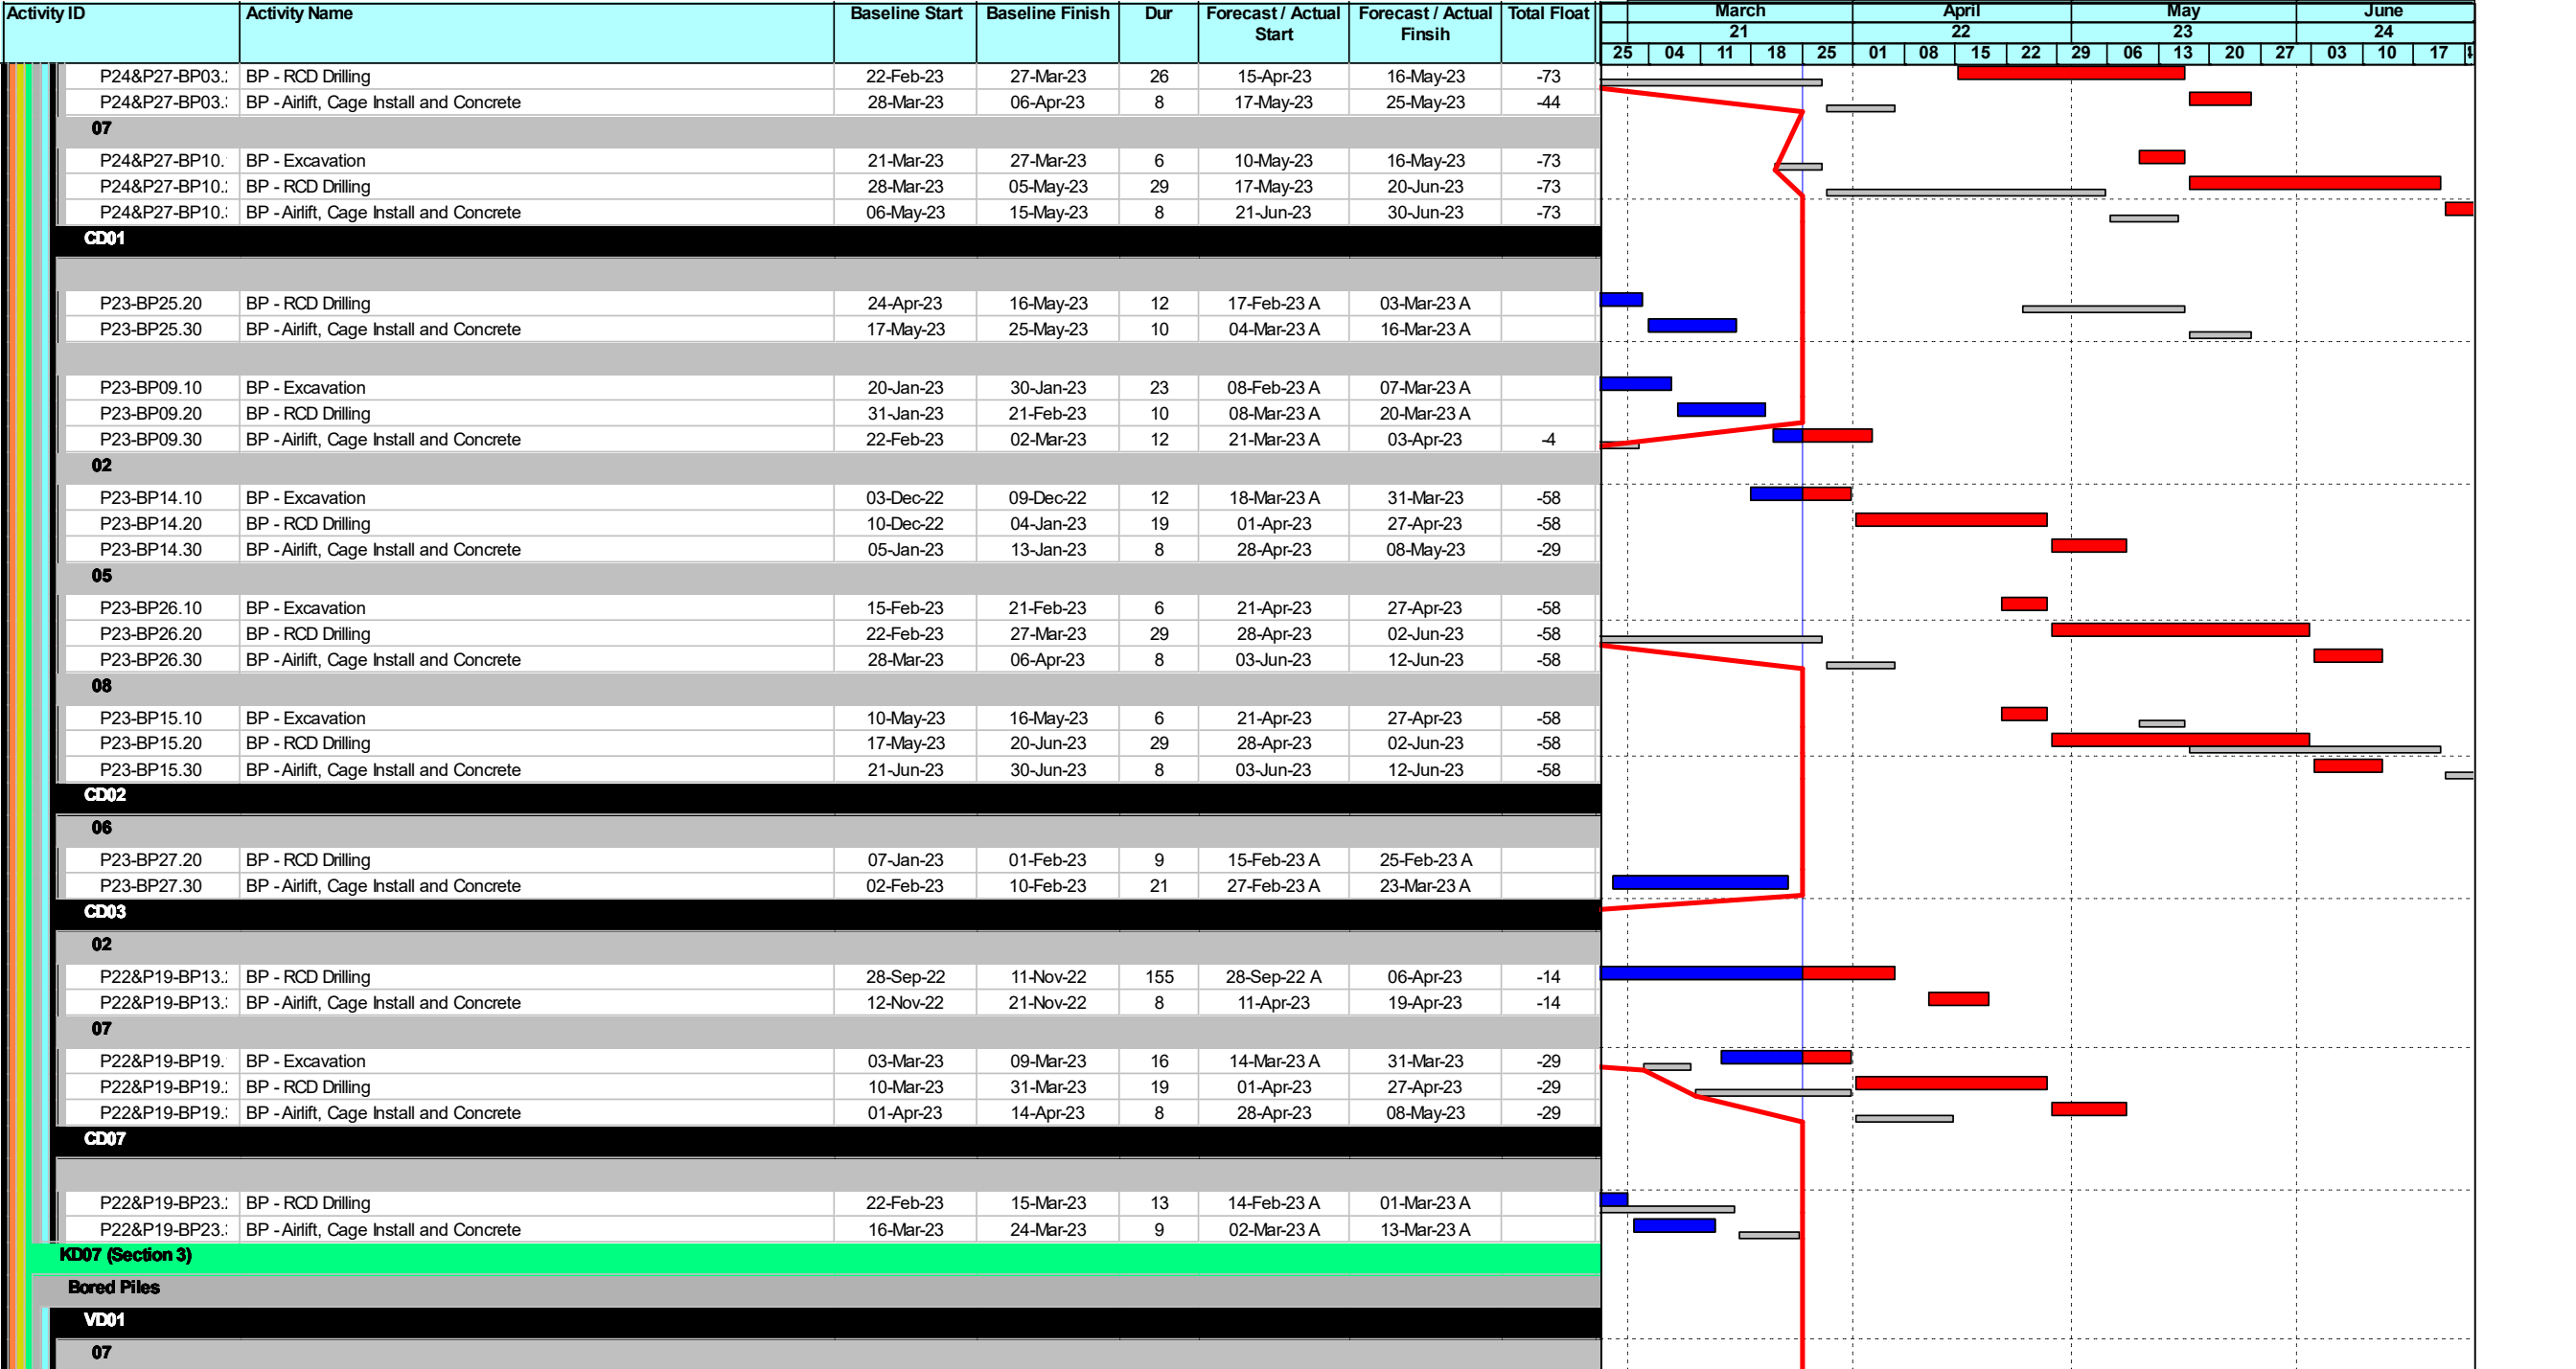 Activity ID Activity Name Baseline Start Baseline Finish Dur Forecast / Actual Start Forecast / Actual Finsih Total Float
March April May June
21 22 23 24
25 04 11 18 25 01 08 15 22 29 06 13 20 27 03 10 17
P24&P27-BP03. BP - RCD Drilling 22-Feb-23 27-Mar-23 26 15-Apr-23 16-May-23 -73
P24&P27-BP03. BP - Airlift, Cage Install and Concrete 28-Mar-23 06-Apr-23 8 17-May-23 25-May-23 -44
07
P24&P27-BP10. BP - Excavation 21-Mar-23 27-Mar-23 6 10-May-23 16-May-23 -73
P24&P27-BP10. BP - RCD Drilling 28-Mar-23 05-May-23 29 17-May-23 20-Jun-23 -73
P24&P27-BP10. BP - Airlift, Cage Install and Concrete 06-May-23 15-May-23 8 21-Jun-23 30-Jun-23 -73
CD01
P23-BP25.20 BP - RCD Drilling 24-Apr-23 16-May-23 12 17-Feb-23 A 03-Mar-23 A
P23-BP25.30 BP - Airlift, Cage Install and Concrete 17-May-23 25-May-23 10 04-Mar-23 A 16-Mar-23 A
P23-BP09.10 BP - Excavation 20-Jan-23 30-Jan-23 23 08-Feb-23 A 07-Mar-23 A
P23-BP09.20 BP - RCD Drilling 31-Jan-23 21-Feb-23 10 08-Mar-23 A 20-Mar-23 A
P23-BP09.30 BP - Airlift, Cage Install and Concrete 22-Feb-23 02-Mar-23 12 21-Mar-23 A 03-Apr-23 -4
02
P23-BP14.10 BP - Excavation 03-Dec-22 09-Dec-22 12 18-Mar-23 A 31-Mar-23 -58
P23-BP14.20 BP - RCD Drilling 10-Dec-22 04-Jan-23 19 01-Apr-23 27-Apr-23 -58
P23-BP14.30 BP - Airlift, Cage Install and Concrete 05-Jan-23 13-Jan-23 8 28-Apr-23 08-May-23 -29
05
P23-BP26.10 BP - Excavation 15-Feb-23 21-Feb-23 6 21-Apr-23 27-Apr-23 -58
P23-BP26.20 BP - RCD Drilling 22-Feb-23 27-Mar-23 29 28-Apr-23 02-Jun-23 -58
P23-BP26.30 BP - Airlift, Cage Install and Concrete 28-Mar-23 06-Apr-23 8 03-Jun-23 12-Jun-23 -58
08
P23-BP15.10 BP - Excavation 10-May-23 16-May-23 6 21-Apr-23 27-Apr-23 -58
P23-BP15.20 BP - RCD Drilling 17-May-23 20-Jun-23 29 28-Apr-23 02-Jun-23 -58
P23-BP15.30 BP - Airlift, Cage Install and Concrete 21-Jun-23 30-Jun-23 8 03-Jun-23 12-Jun-23 -58
CD02
06
P23-BP27.20 BP - RCD Drilling 07-Jan-23 01-Feb-23 9 15-Feb-23 A 25-Feb-23 A
P23-BP27.30 BP - Airlift, Cage Install and Concrete 02-Feb-23 10-Feb-23 21 27-Feb-23 A 23-Mar-23 A
CD03
02
P22&P19-BP13. BP - RCD Drilling 28-Sep-22 11-Nov-22 155 28-Sep-22 A 06-Apr-23 -14
P22&P19-BP13. BP - Airlift, Cage Install and Concrete 12-Nov-22 21-Nov-22 8 11-Apr-23 19-Apr-23 -14
07
P22&P19-BP19. BP - Excavation 03-Mar-23 09-Mar-23 16 14-Mar-23 A 31-Mar-23 -29
P22&P19-BP19. BP - RCD Drilling 10-Mar-23 31-Mar-23 19 01-Apr-23 27-Apr-23 -29
P22&P19-BP19. BP - Airlift, Cage Install and Concrete 01-Apr-23 14-Apr-23 8 28-Apr-23 08-May-23 -29
CD07
P22&P19-BP23. BP - RCD Drilling 22-Feb-23 15-Mar-23 13 14-Feb-23 A 01-Mar-23 A
P22&P19-BP23. BP - Airlift, Cage Install and Concrete 16-Mar-23 24-Mar-23 9 02-Mar-23 A 13-Mar-23 A
KD07 (Section 3)
Bored Piles
VD01
07